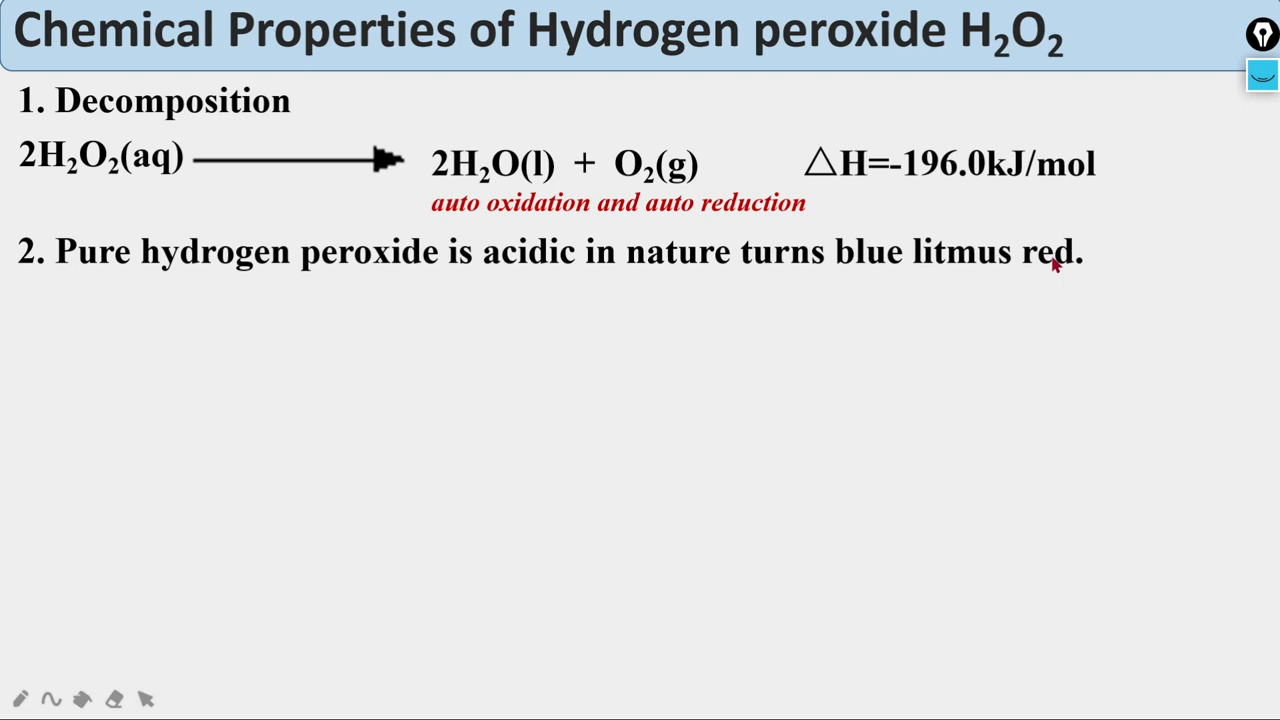 Chemical Properties of Hydrogen peroxide H₂O₂
1. Decomposition
2H₂O₂(aq) ⟶ 2H₂O(l) + O₂(g) △H=-196.0kJ/mol
auto oxidation and auto reduction
2. Pure hydrogen peroxide is acidic in nature turns blue litmus red.